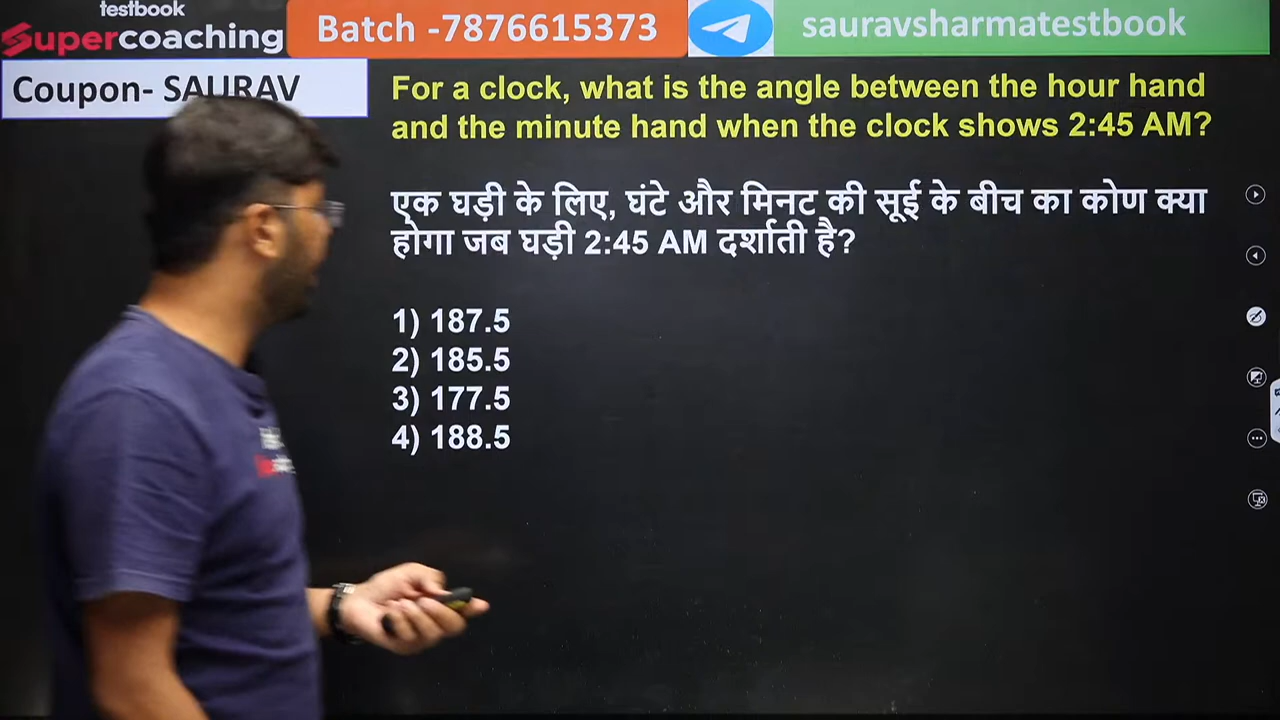 testbook
Supercoaching
Batch -7876615373
sauravsharmatestbook
Coupon- SAURAV
For a clock, what is the angle between the hour hand
and the minute hand when the clock shows 2:45 AM?
एक घड़ी के लिए, घंटे और मिनट की सूई के बीच का कोण क्या
होगा जब घड़ी 2:45 AM दर्शाती है?
1) 187.5
2) 185.5
3) 177.5
4) 188.5